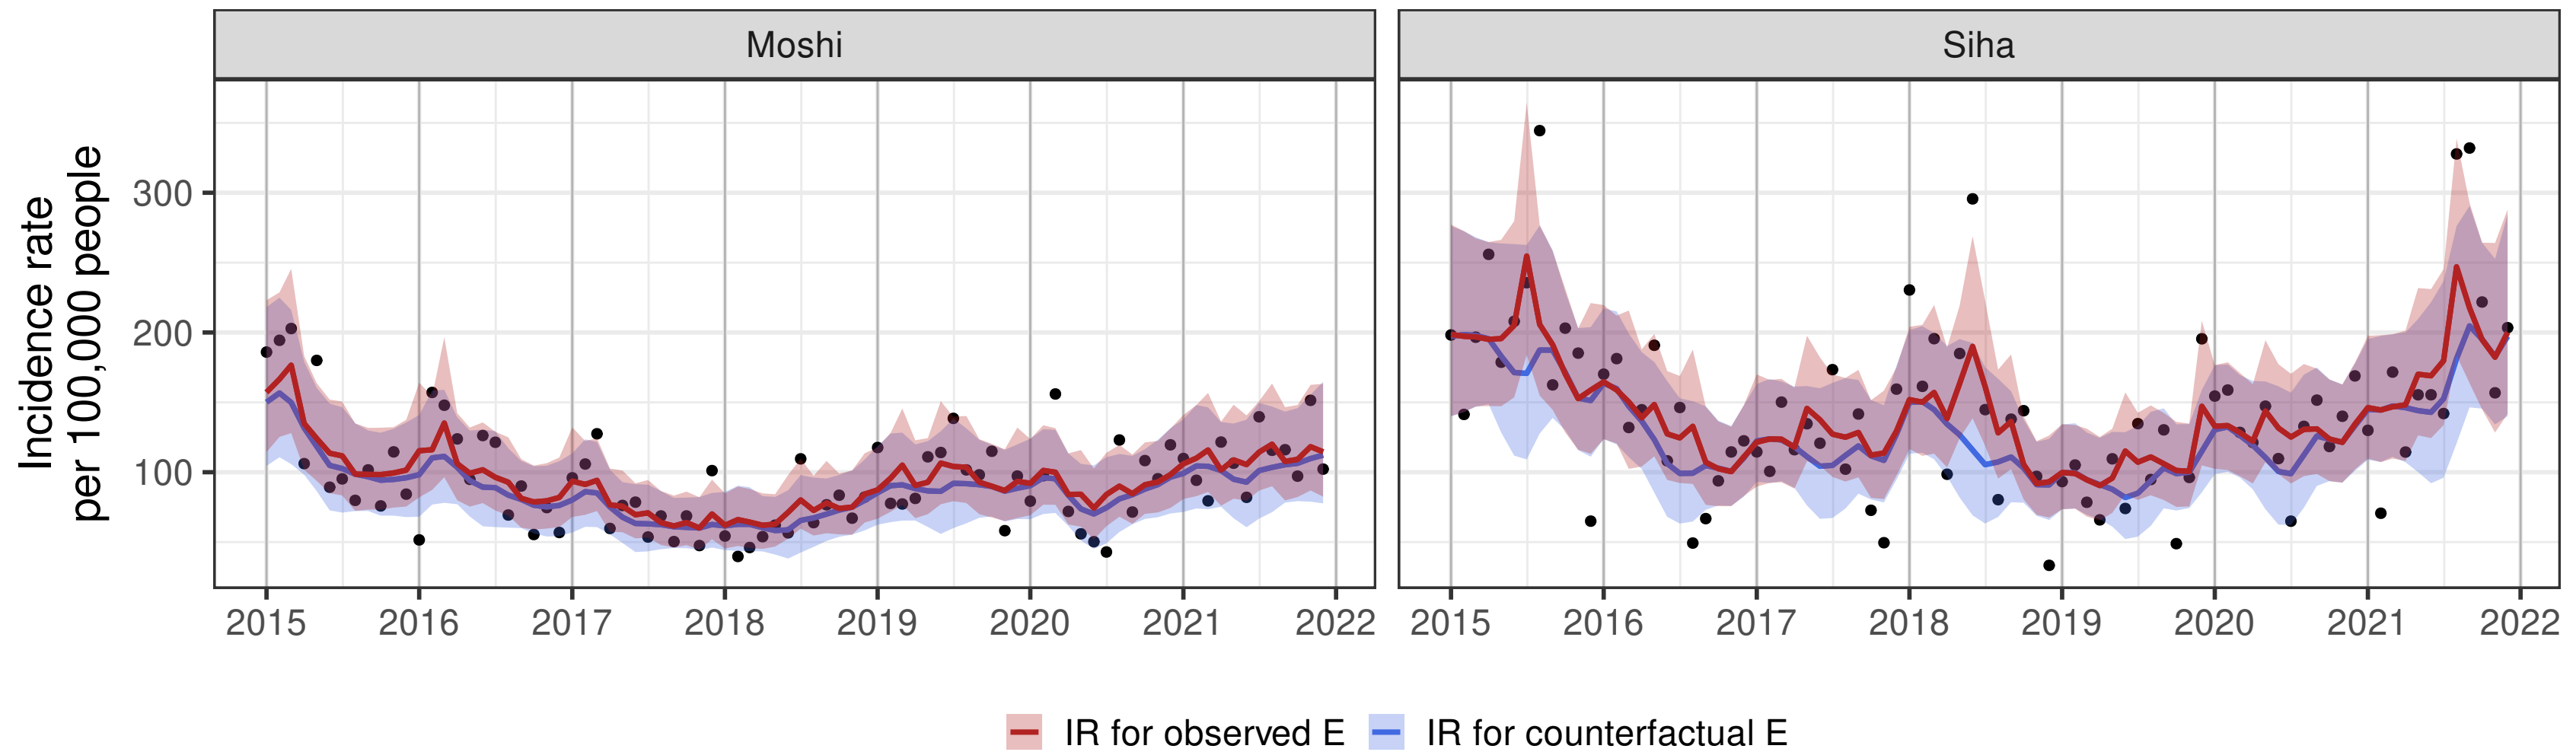 Moshi
Siha
Incidence rate
per 100,000 people
300
200
100
2015 2016 2017 2018 2019 2020 2021 2022
2015 2016 2017 2018 2019 2020 2021 2022
IR for observed E
IR for counterfactual E